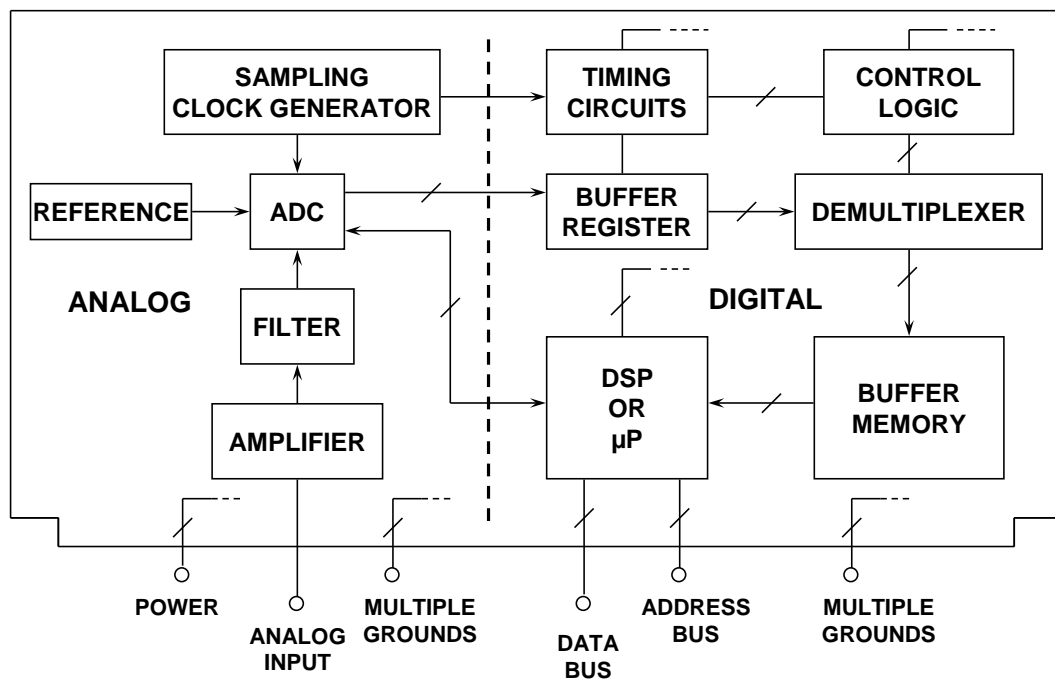 SAMPLING
CLOCK GENERATOR
TIMING
CIRCUITS
CONTROL
LOGIC
REFERENCE
ADC
BUFFER
REGISTER
DEMULTIPLEXER
ANALOG
DIGITAL
FILTER
DSP
OR
µP
BUFFER
MEMORY
AMPLIFIER
POWER
ANALOG
INPUT
MULTIPLE
GROUNDS
DATA
BUS
ADDRESS
BUS
MULTIPLE
GROUNDS